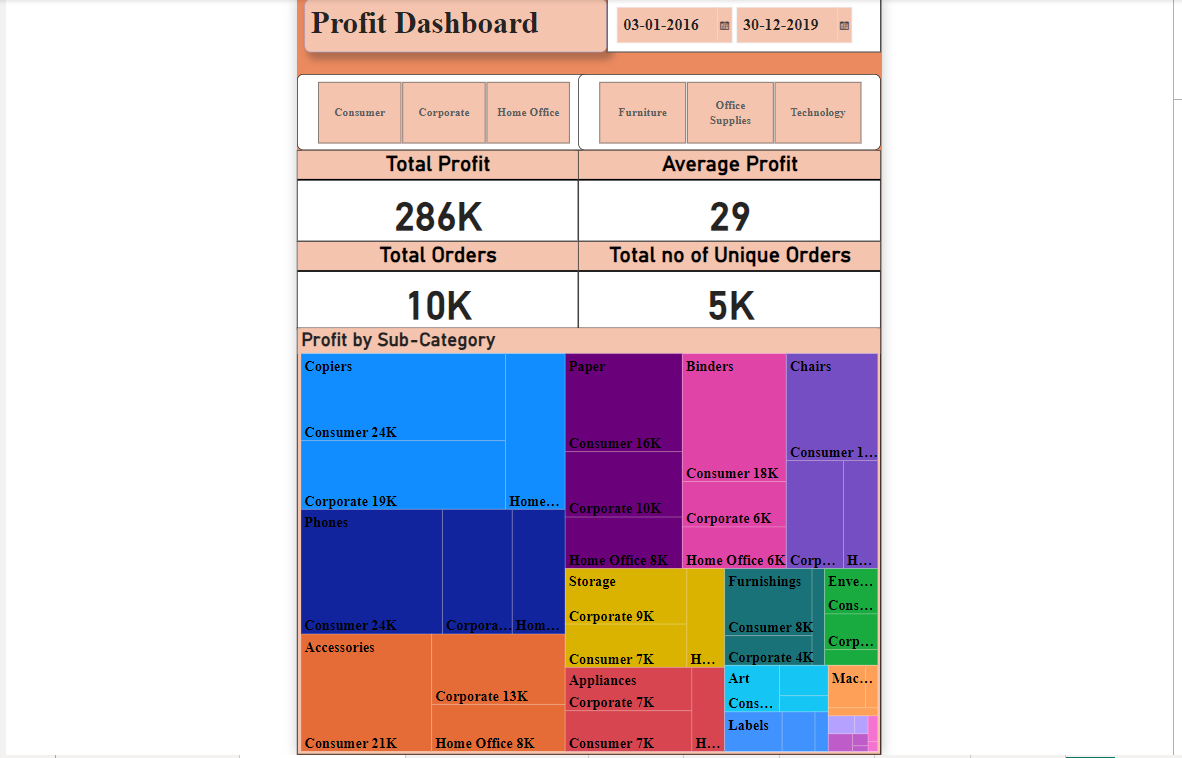 Profit Dashboard
03-01-2016
30-12-2019
Consumer
Corporate
Home Office
Furniture
Office
Supplies
Technology
Total Profit
Average Profit
286K
29
Total Orders
Total no of Unique Orders
10K
5K
Profit by Sub-Category
Copiers
Consumer 24K
Corporate 19K
Home...
Phones
Consumer 24K
Corpora...
Hom...
Accessories
Consumer 21K
Corporate 13K
Home Office 8K
Paper
Consumer 16K
Corporate 10K
Home Office 8K
Binders
Consumer 18K
Corporate 6K
Home Office 6K
Chairs
Consumer 1...
Corp...
H...
Storage
Corporate 9K
Consumer 7K
H...
Appliances
Corporate 7K
Consumer 7K
H...
Furnishings
Consumer 8K
Corporate 4K
Enve...
Cons...
Corp...
Art
Cons...
Labels
Mac...